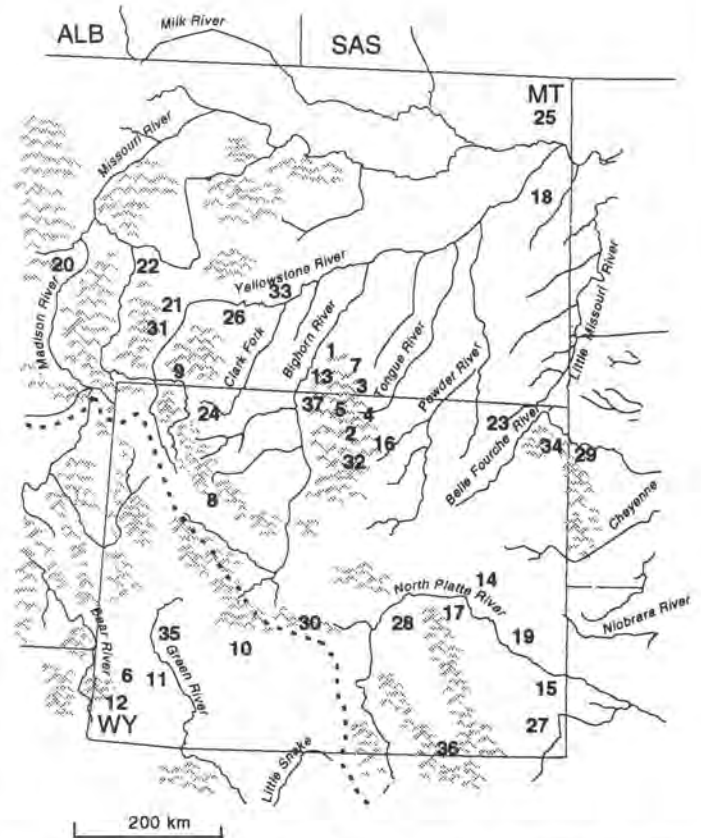 Milk River
ALB
SAS
MT
25
Missouri River
18
20
22
Yellowstone River
33
21
26
31
Madison River
Clark Fork
Bighorn River
Tongue River
Powder River
Little Missouri River
1
7
9
13
3
24
37
5
4
23
2
16
Belle Fourche River
34
29
32
8
Cheyenne
14
North Platte River
17
30
28
Niobrara River
35
19
Bear River
10
Green River
6
11
15
12
27
WY
36
Little Snake
200 km